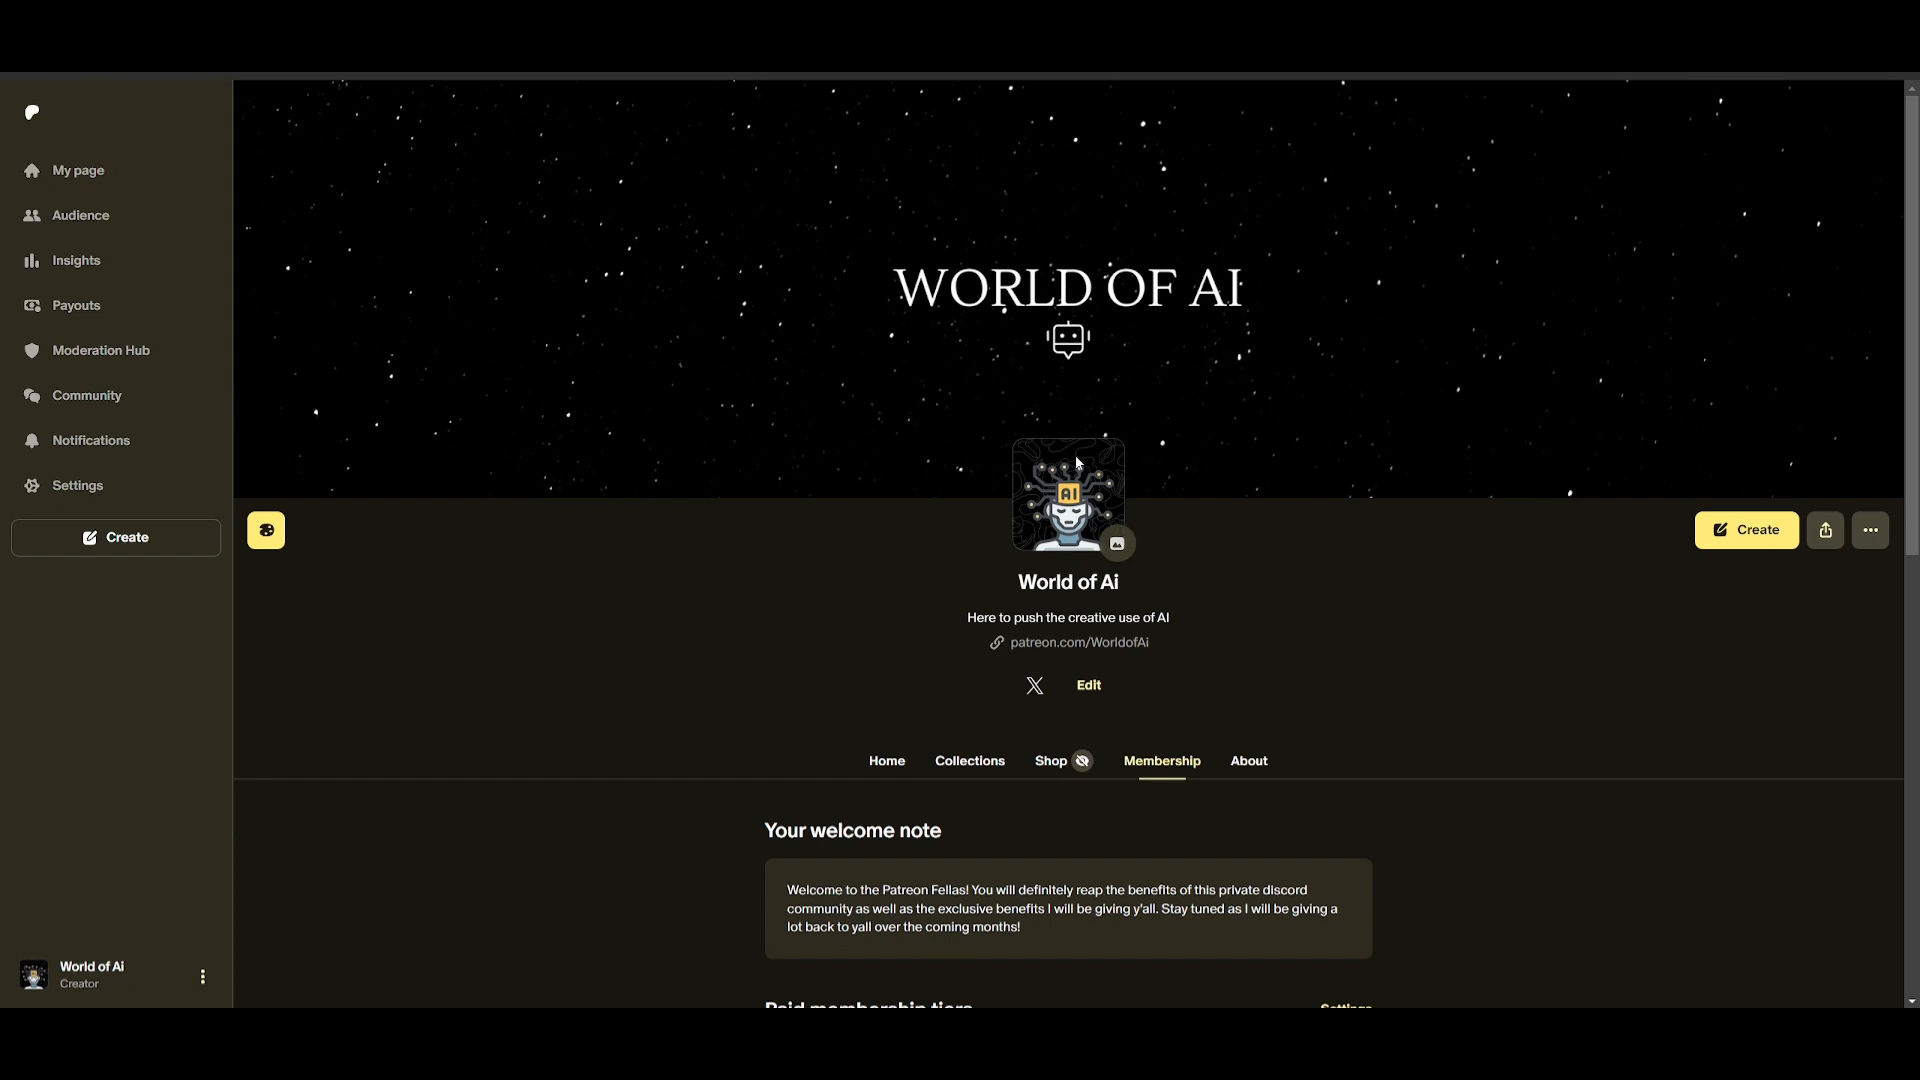 My page
Audience
Insights
Payouts
Moderation Hub
Community
Notifications
Settings
Create
World of Ai
Creator
WORLD OF AI
AI
Create
World of Ai
Here to push the creative use of AI
patreon.com/WorldofAi
Edit
Home Collections Shop Membership About
Your welcome note
Welcome to the Patreon Fellas! You will definitely reap the benefits of this private discord
community as well as the exclusive benefits I will be giving y'all. Stay tuned as I will be giving a
lot back to yall over the coming months!
Paid membership tiers
Settings